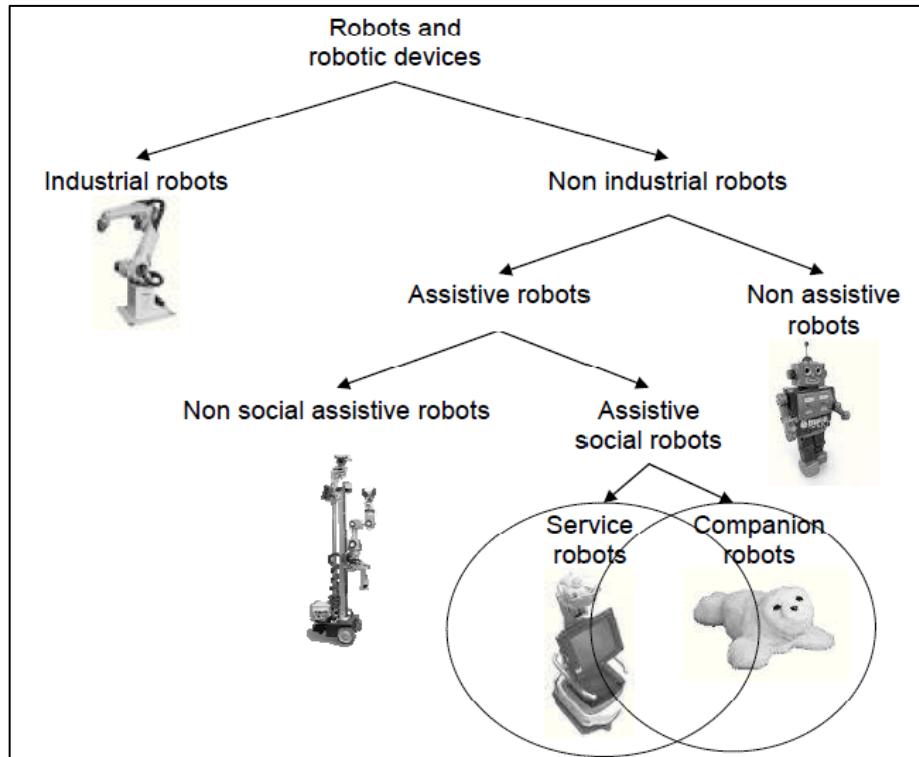 Robots and
robotic devices
Industrial robots
Non industrial robots
Assistive robots
Non assistive
robots
Non social assistive robots
Assistive
social robots
Service
robots
Companion
robots